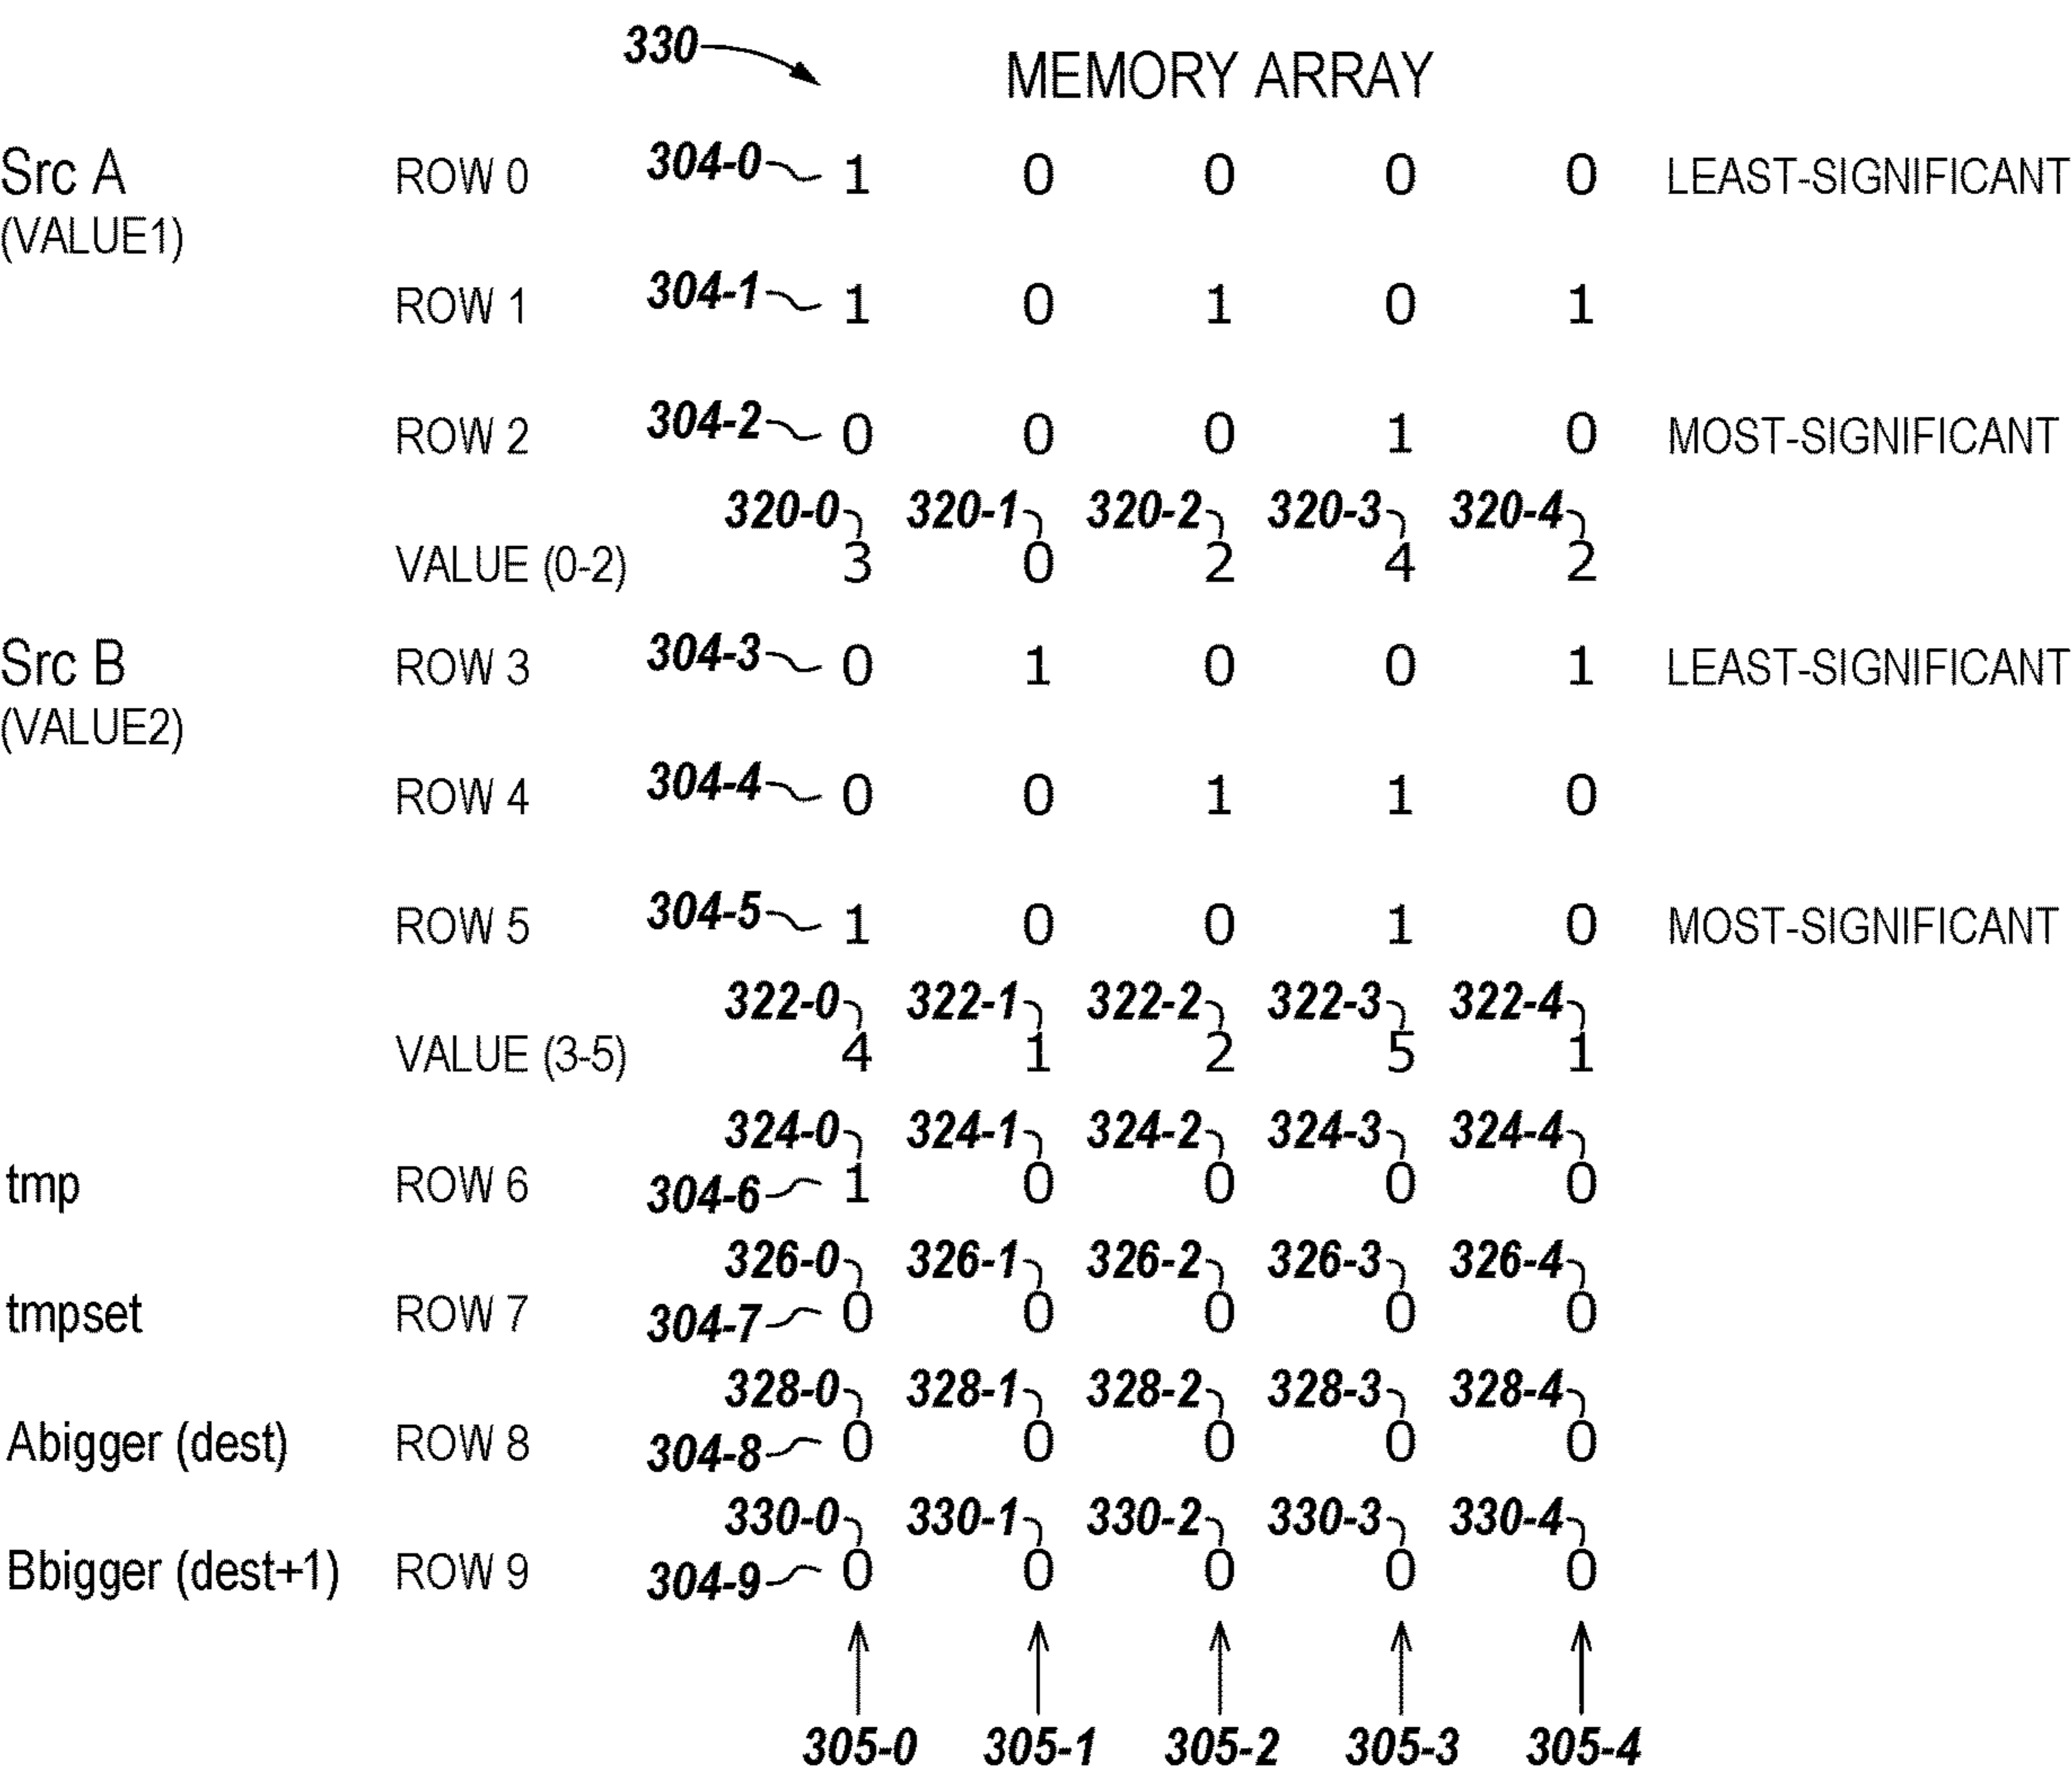 330 MEMORY ARRAY
Src A ROW 0 304-0 1 0 0 0 0 LEAST-SIGNIFICANT
(VALUE1)
ROW 1 304-1 1 0 1 0 1
ROW 2 304-2 0 0 0 1 0 MOST-SIGNIFICANT
320-0 320-1 320-2 320-3 320-4
VALUE (0-2) 3 0 2 4 2
Src B ROW 3 304-3 0 1 0 0 1 LEAST-SIGNIFICANT
(VALUE2)
ROW 4 304-4 0 0 1 1 0
ROW 5 304-5 1 0 0 1 0 MOST-SIGNIFICANT
322-0 322-1 322-2 322-3 322-4
VALUE (3-5) 4 1 2 5 1
324-0 324-1 324-2 324-3 324-4
tmp ROW 6 304-6 1 0 0 0 0
326-0 326-1 326-2 326-3 326-4
tmpset ROW 7 304-7 0 0 0 0 0
328-0 328-1 328-2 328-3 328-4
Abigger (dest) ROW 8 304-8 0 0 0 0 0
330-0 330-1 330-2 330-3 330-4
Bbigger (dest+1) ROW 9 304-9 0 0 0 0 0
305-0 305-1 305-2 305-3 305-4